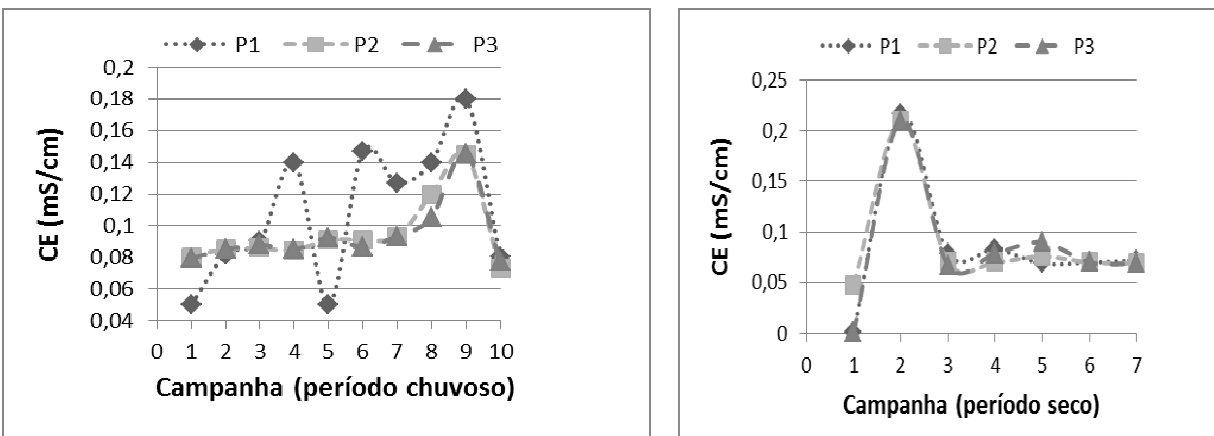 P1 P2 P3
CE (mS/cm)
0,2
0,18
0,16
0,14
0,12
0,1
0,08
0,06
0,04
0 1 2 3 4 5 6 7 8 9 10
Campanha (período chuvoso)
P1 P2 P3
CE (mS/cm)
0,25
0,2
0,15
0,1
0,05
0
0 1 2 3 4 5 6 7
Campanha (período seco)